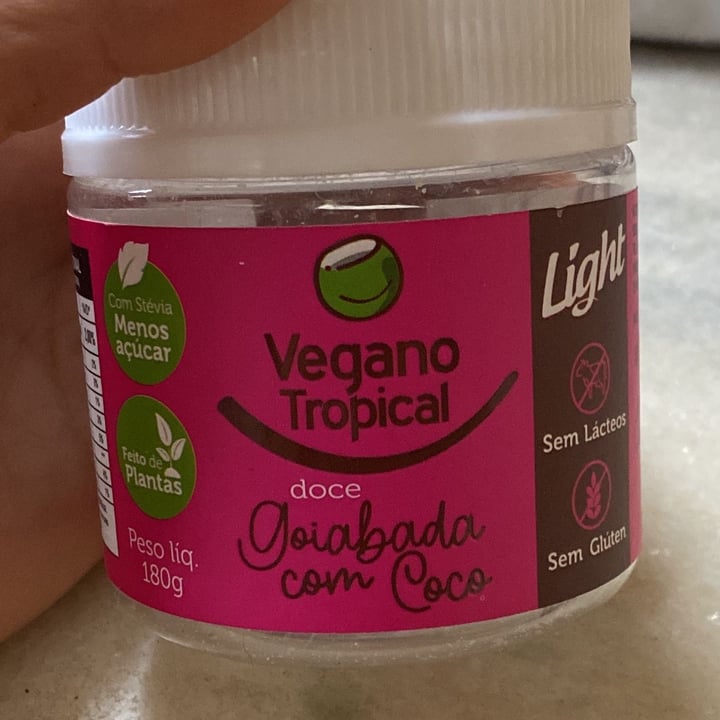 Com Stévia
Menos
açúcar
Feito de
Plantas
Peso líq.
180g
Vegano
Tropical
doce
Goiabada
com Coco
Light
Sem Lácteos
Sem Glúten